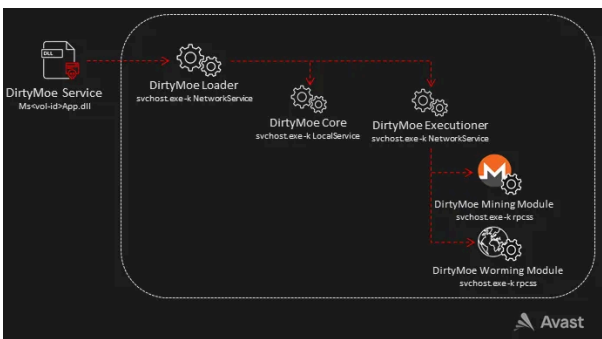 DLL
DirtyMoe Service
Ms<vol-id>App.dll
DirtyMoe Loader
svchost.exe -k NetworkService
DirtyMoe Core
svchost.exe -k LocalService
DirtyMoe Executioner
svchost.exe -k NetworkService
DirtyMoe Mining Module
svchost.exe -k rpcss
DirtyMoe Worming Module
svchost.exe -k rpcss
Avast